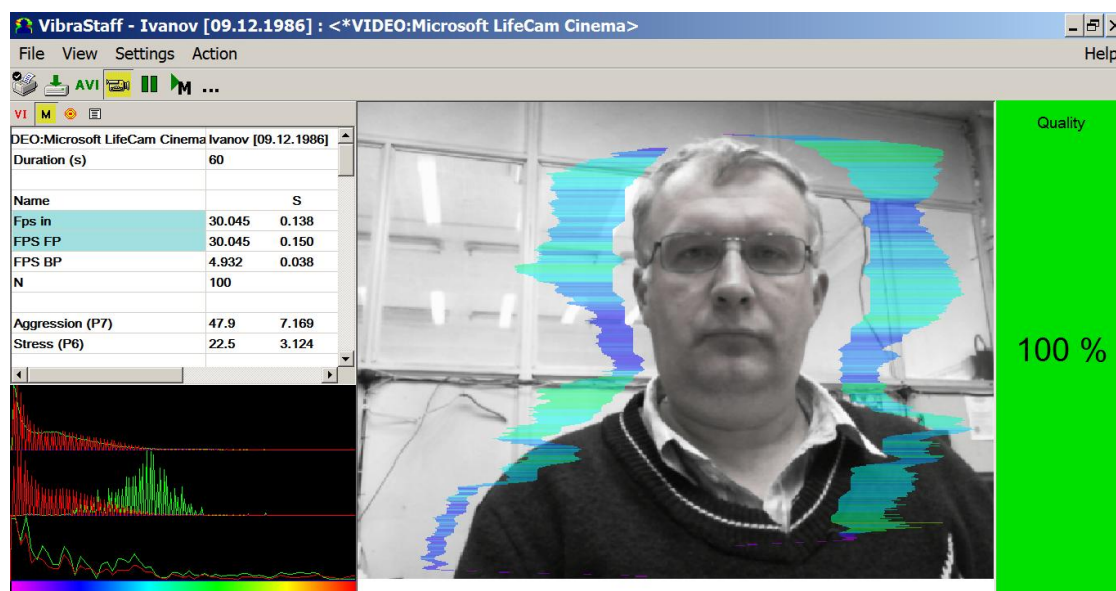 VibraStaff - Ivanov [09.12.1986] : <*VIDEO:Microsoft LifeCam Cinema>
File View Settings Action Help
AVI M ...
VI M
DEO:Microsoft LifeCam Cinema Ivanov [09.12.1986]
Duration (s) 60
Name S
Fps in 30.045 0.138
FPS FP 30.045 0.150
FPS BP 4.932 0.038
N 100
Aggression (P7) 47.9 7.169
Stress (P6) 22.5 3.124
Quality
100 %